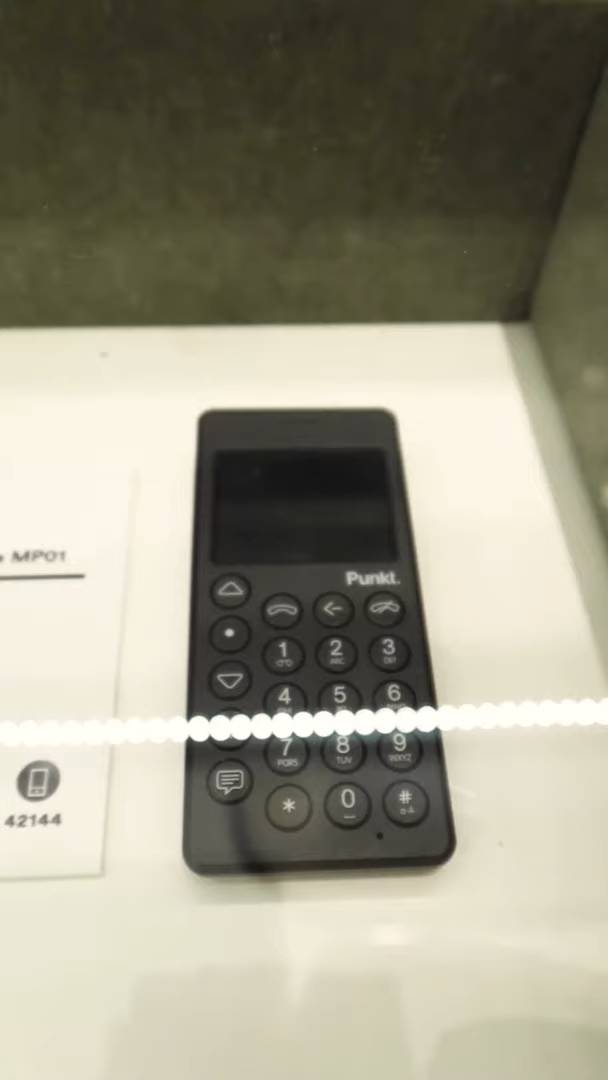 MP01
42144
Punkt.
1
2 ABC
3 DEF
4
5
6
7 PQRS
8 TUV
9 WXYZ
*
0
#